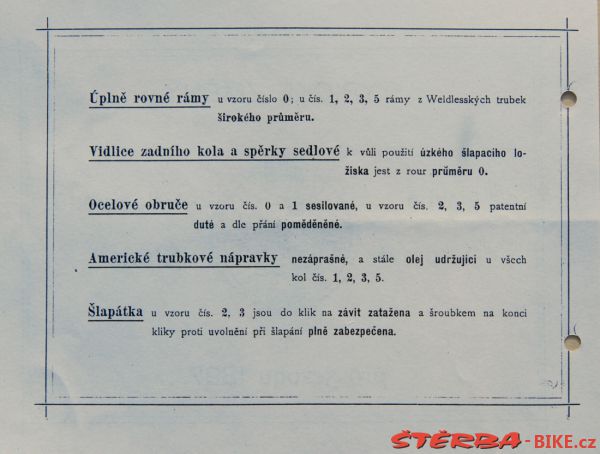 Úplně rovné rámy u vzoru číslo 0; u čís. 1, 2, 3, 5 rámy z Weldlesských trubek
širokého průměru.
Vidlice zadního kola a spěrky sedlové k vůli použití úzkého šlapacího lo-
žiska jest z rour průměru 0.
Ocelové obruče u vzoru čís. 0 a 1 sesilované, u vzoru čís. 2, 3, 5 patentní
duté a dle přání poměděněné.
Americké trubkové nápravky nezáprašné, a stále olej udržující u všech
kol čís. 1, 2, 3, 5.
Šlapátka u vzoru čís. 2, 3 jsou do klik na závit zatažena a šroubkem na konci
kliky proti uvolnění při šlapání plně zabezpečena.
ŠTĚRBA-BIKE.cz